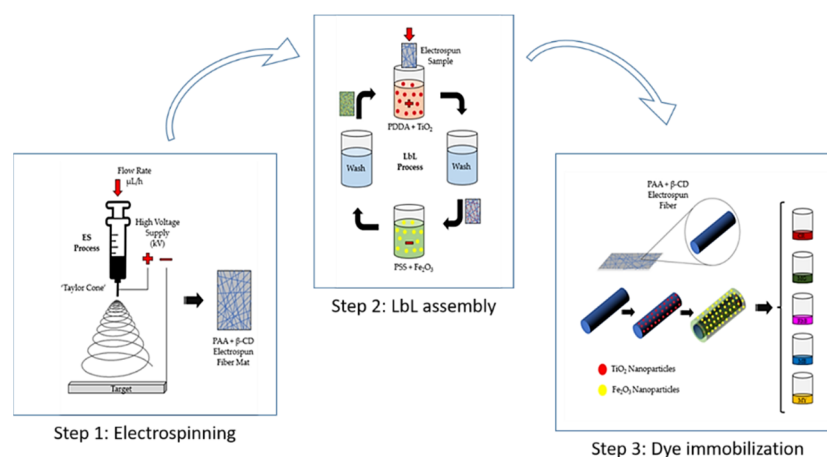 Flow Rate
µL/h
ES
Process
High Voltage
Supply
(kV)
+ −
'Taylor Cone'
Target
PAA + β-CD
Electrospun
Fiber Mat
Step 1: Electrospinning
Electrospun
Sample
+
PDDA + TiO₂
Wash
LbL
Process
Wash
−
PSS + Fe₂O₃
Step 2: LbL assembly
PAA + β-CD
Electrospun
Fiber
TiO₂ Nanoparticles
Fe₂O₃ Nanoparticles
Step 3: Dye immobilization